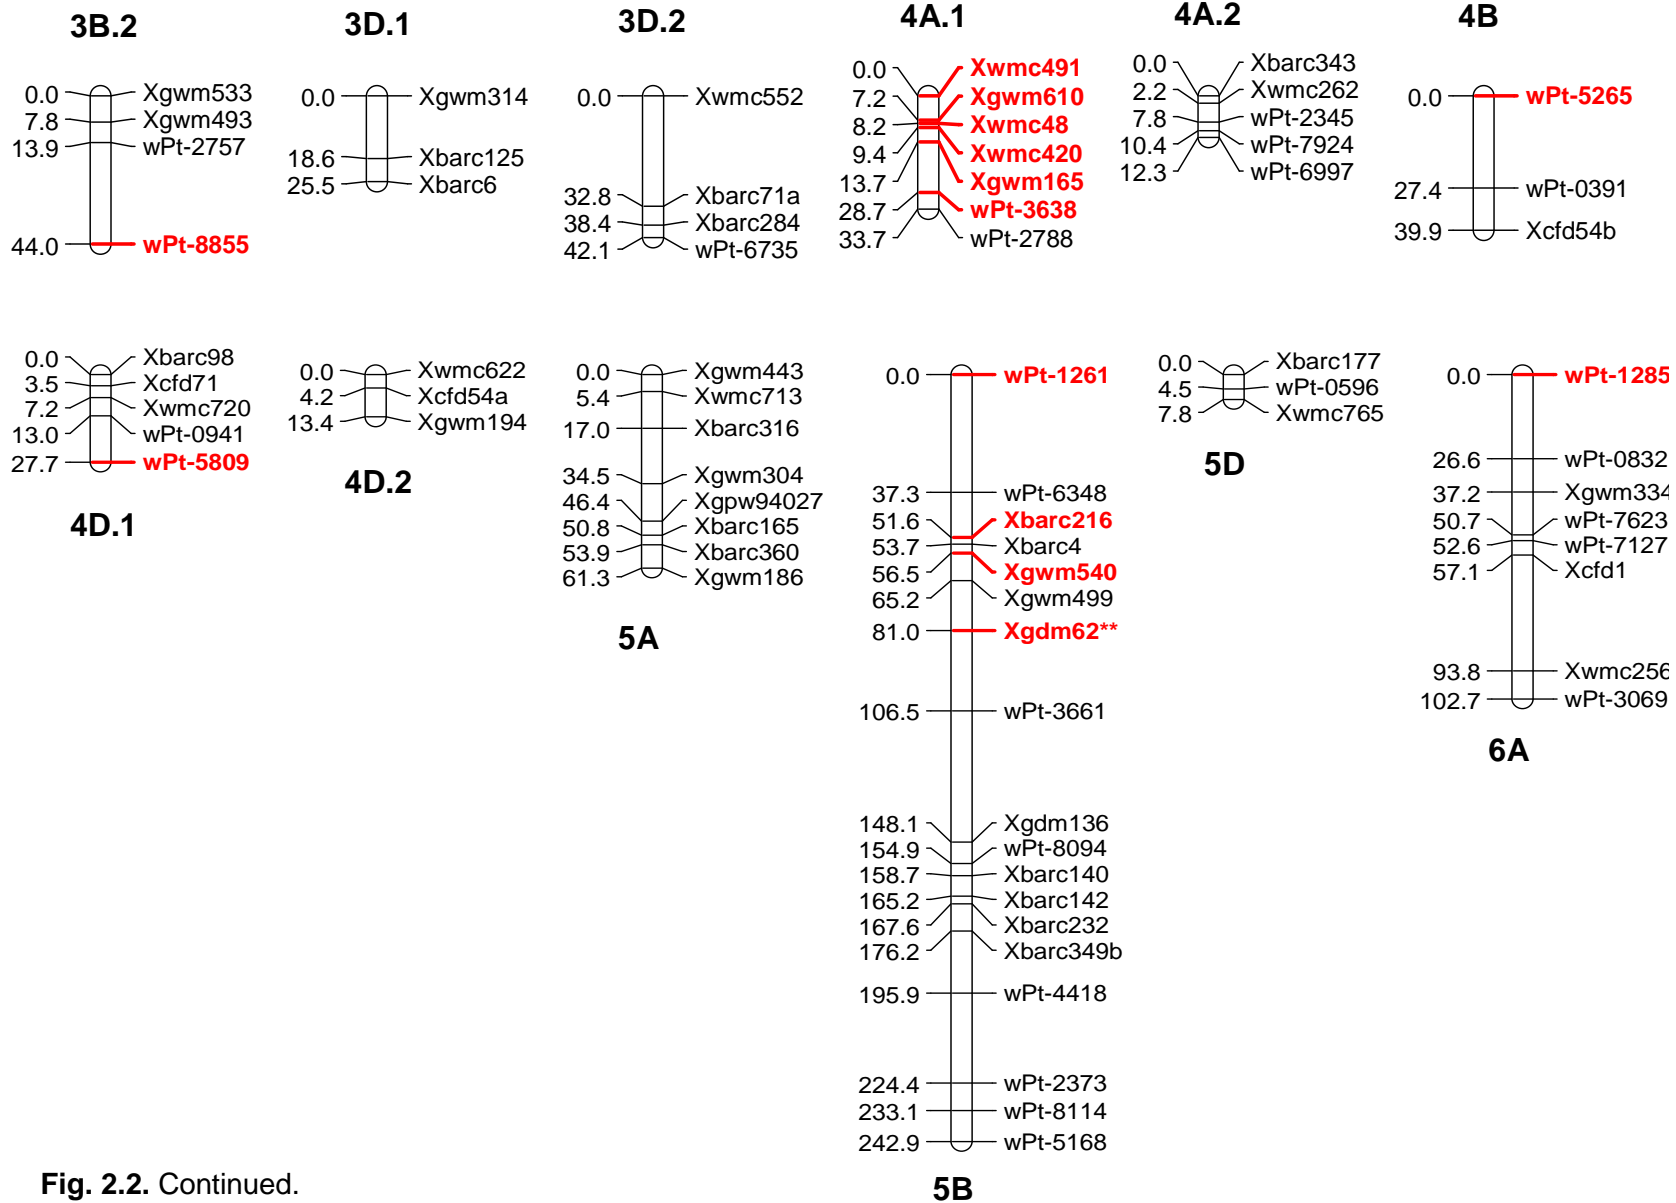 3B.2
0.0 Xgwm533
7.8 Xgwm493
13.9 wPt-2757
44.0 wPt-8855
3D.1
0.0 Xgwm314
18.6 Xbarc125
25.5 Xbarc6
3D.2
0.0 Xwmc552
32.8 Xbarc71a
38.4 Xbarc284
42.1 wPt-6735
4A.1
0.0 Xwmc491
7.2 Xgwm610
8.2 Xwmc48
9.4 Xwmc420
13.7 Xgwm165
28.7 wPt-3638
33.7 wPt-2788
4A.2
0.0 Xbarc343
2.2 Xwmc262
7.8 wPt-2345
10.4 wPt-7924
12.3 wPt-6997
4B
0.0 wPt-5265
27.4 wPt-0391
39.9 Xcfd54b
0.0 Xbarc98
3.5 Xcfd71
7.2 Xwmc720
13.0 wPt-0941
27.7 wPt-5809
4D.1
0.0 Xwmc622
4.2 Xcfd54a
13.4 Xgwm194
4D.2
0.0 Xgwm443
5.4 Xwmc713
17.0 Xbarc316
34.5 Xgwm304
46.4 Xgpw94027
50.8 Xbarc165
53.9 Xbarc360
61.3 Xgwm186
5A
0.0 wPt-1261
37.3 wPt-6348
51.6 Xbarc216
53.7 Xbarc4
56.5 Xgwm540
65.2 Xgwm499
81.0 Xgdm62**
106.5 wPt-3661
148.1 Xgdm136
154.9 wPt-8094
158.7 Xbarc140
165.2 Xbarc142
167.6 Xbarc232
176.2 Xbarc349b
195.9 wPt-4418
224.4 wPt-2373
233.1 wPt-8114
242.9 wPt-5168
5B
0.0 Xbarc177
4.5 wPt-0596
7.8 Xwmc765
5D
0.0 wPt-1285
26.6 wPt-0832
37.2 Xgwm334
50.7 wPt-7623
52.6 wPt-7127
57.1 Xcfd1
93.8 Xwmc256
102.7 wPt-3069
6A
Fig. 2.2. Continued.